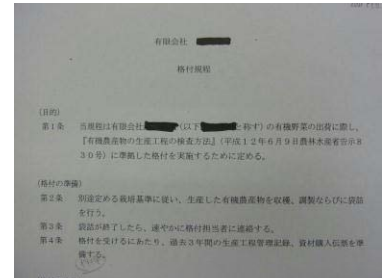 有限会社
格付規程
(目的)
第1条 当規程は有限会社 (以下 と称す)の有機野菜の出荷に際し、
『有機農産物の生産工程の検査方法』(平成12年6月9日農林水産省告示8
30号)に準拠した格付を実施するために定める。
(格付の準備)
第2条 別途定める栽培基準に従い、生産した有機農産物を収穫、調製ならびに袋詰
を行う。
第3条 袋詰が終了したら、速やかに格付担当者に連絡する。
第4条 格付を受けるにあたり、過去3年間の生産工程管理記録、資材購入伝票を準
備する。